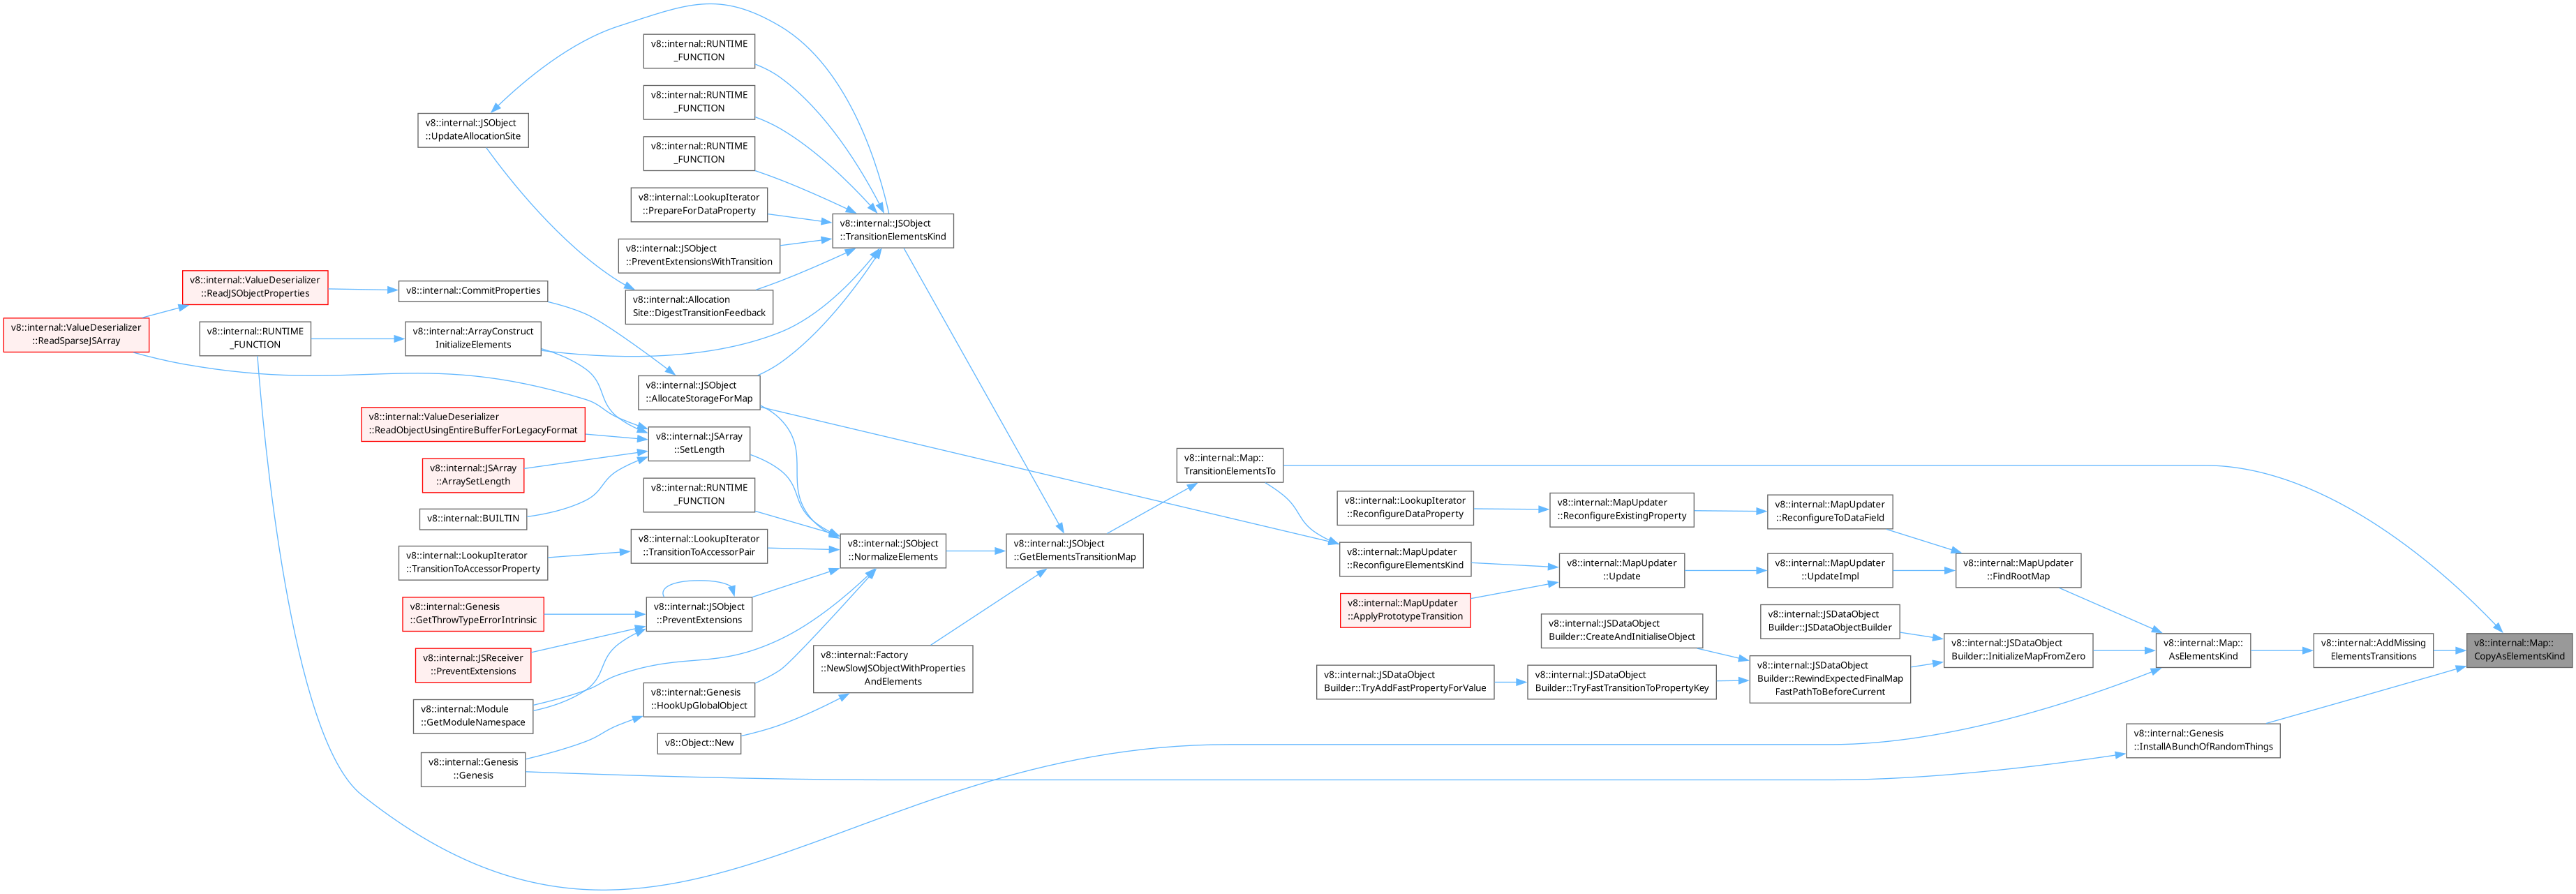 v8::internal::RUNTIME
_FUNCTION
v8::internal::RUNTIME
_FUNCTION
v8::internal::JSObject
::UpdateAllocationSite
v8::internal::RUNTIME
_FUNCTION
v8::internal::LookupIterator
::PrepareForDataProperty
v8::internal::JSObject
::TransitionElementsKind
v8::internal::JSObject
::PreventExtensionsWithTransition
v8::internal::ValueDeserializer
::ReadJSObjectProperties
v8::internal::CommitProperties
v8::internal::Allocation
Site::DigestTransitionFeedback
v8::internal::ValueDeserializer
::ReadSparseJSArray
v8::internal::RUNTIME
_FUNCTION
v8::internal::ArrayConstruct
InitializeElements
v8::internal::JSObject
::AllocateStorageForMap
v8::internal::ValueDeserializer
::ReadObjectUsingEntireBufferForLegacyFormat
v8::internal::JSArray
::SetLength
v8::internal::JSArray
::ArraySetLength
v8::internal::Map::
TransitionElementsTo
v8::internal::RUNTIME
_FUNCTION
v8::internal::LookupIterator
::ReconfigureDataProperty
v8::internal::MapUpdater
::ReconfigureExistingProperty
v8::internal::MapUpdater
::ReconfigureToDataField
v8::internal::BUILTIN
v8::internal::LookupIterator
::TransitionToAccessorPair
v8::internal::JSObject
::NormalizeElements
v8::internal::JSObject
::GetElementsTransitionMap
v8::internal::MapUpdater
::ReconfigureElementsKind
v8::internal::LookupIterator
::TransitionToAccessorProperty
v8::internal::MapUpdater
::Update
v8::internal::MapUpdater
::UpdateImpl
v8::internal::MapUpdater
::FindRootMap
v8::internal::Genesis
::GetThrowTypeErrorIntrinsic
v8::internal::JSObject
::PreventExtensions
v8::internal::MapUpdater
::ApplyPrototypeTransition
v8::internal::JSDataObject
Builder::CreateAndInitialiseObject
v8::internal::JSDataObject
Builder::JSDataObjectBuilder
v8::internal::JSReceiver
::PreventExtensions
v8::internal::Factory
::NewSlowJSObjectWithProperties
AndElements
v8::internal::JSDataObject
Builder::InitializeMapFromZero
v8::internal::Map::
AsElementsKind
v8::internal::AddMissing
ElementsTransitions
v8::internal::Map::
CopyAsElementsKind
v8::internal::JSDataObject
Builder::TryAddFastPropertyForValue
v8::internal::JSDataObject
Builder::TryFastTransitionToPropertyKey
v8::internal::JSDataObject
Builder::RewindExpectedFinalMap
FastPathToBeforeCurrent
v8::internal::Module
::GetModuleNamespace
v8::internal::Genesis
::HookUpGlobalObject
v8::Object::New
v8::internal::Genesis
::InstallABunchOfRandomThings
v8::internal::Genesis
::Genesis